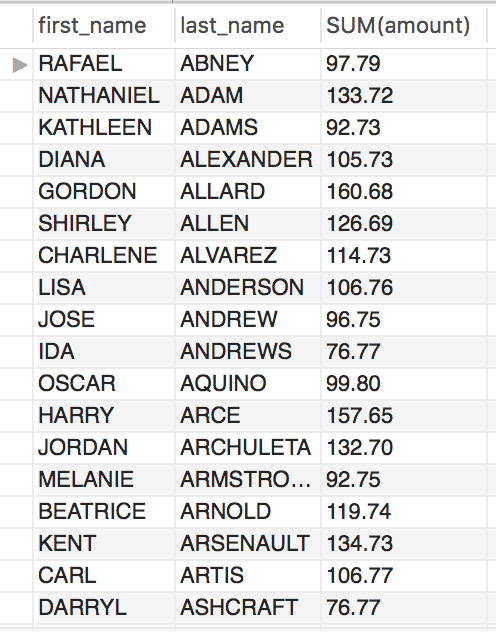 first_name last_name SUM(amount)
RAFAEL ABNEY 97.79
NATHANIEL ADAM 133.72
KATHLEEN ADAMS 92.73
DIANA ALEXANDER 105.73
GORDON ALLARD 160.68
SHIRLEY ALLEN 126.69
CHARLENE ALVAREZ 114.73
LISA ANDERSON 106.76
JOSE ANDREW 96.75
IDA ANDREWS 76.77
OSCAR AQUINO 99.80
HARRY ARCE 157.65
JORDAN ARCHULETA 132.70
MELANIE ARMSTRO... 92.75
BEATRICE ARNOLD 119.74
KENT ARSENAULT 134.73
CARL ARTIS 106.77
DARRYL ASHCRAFT 76.77